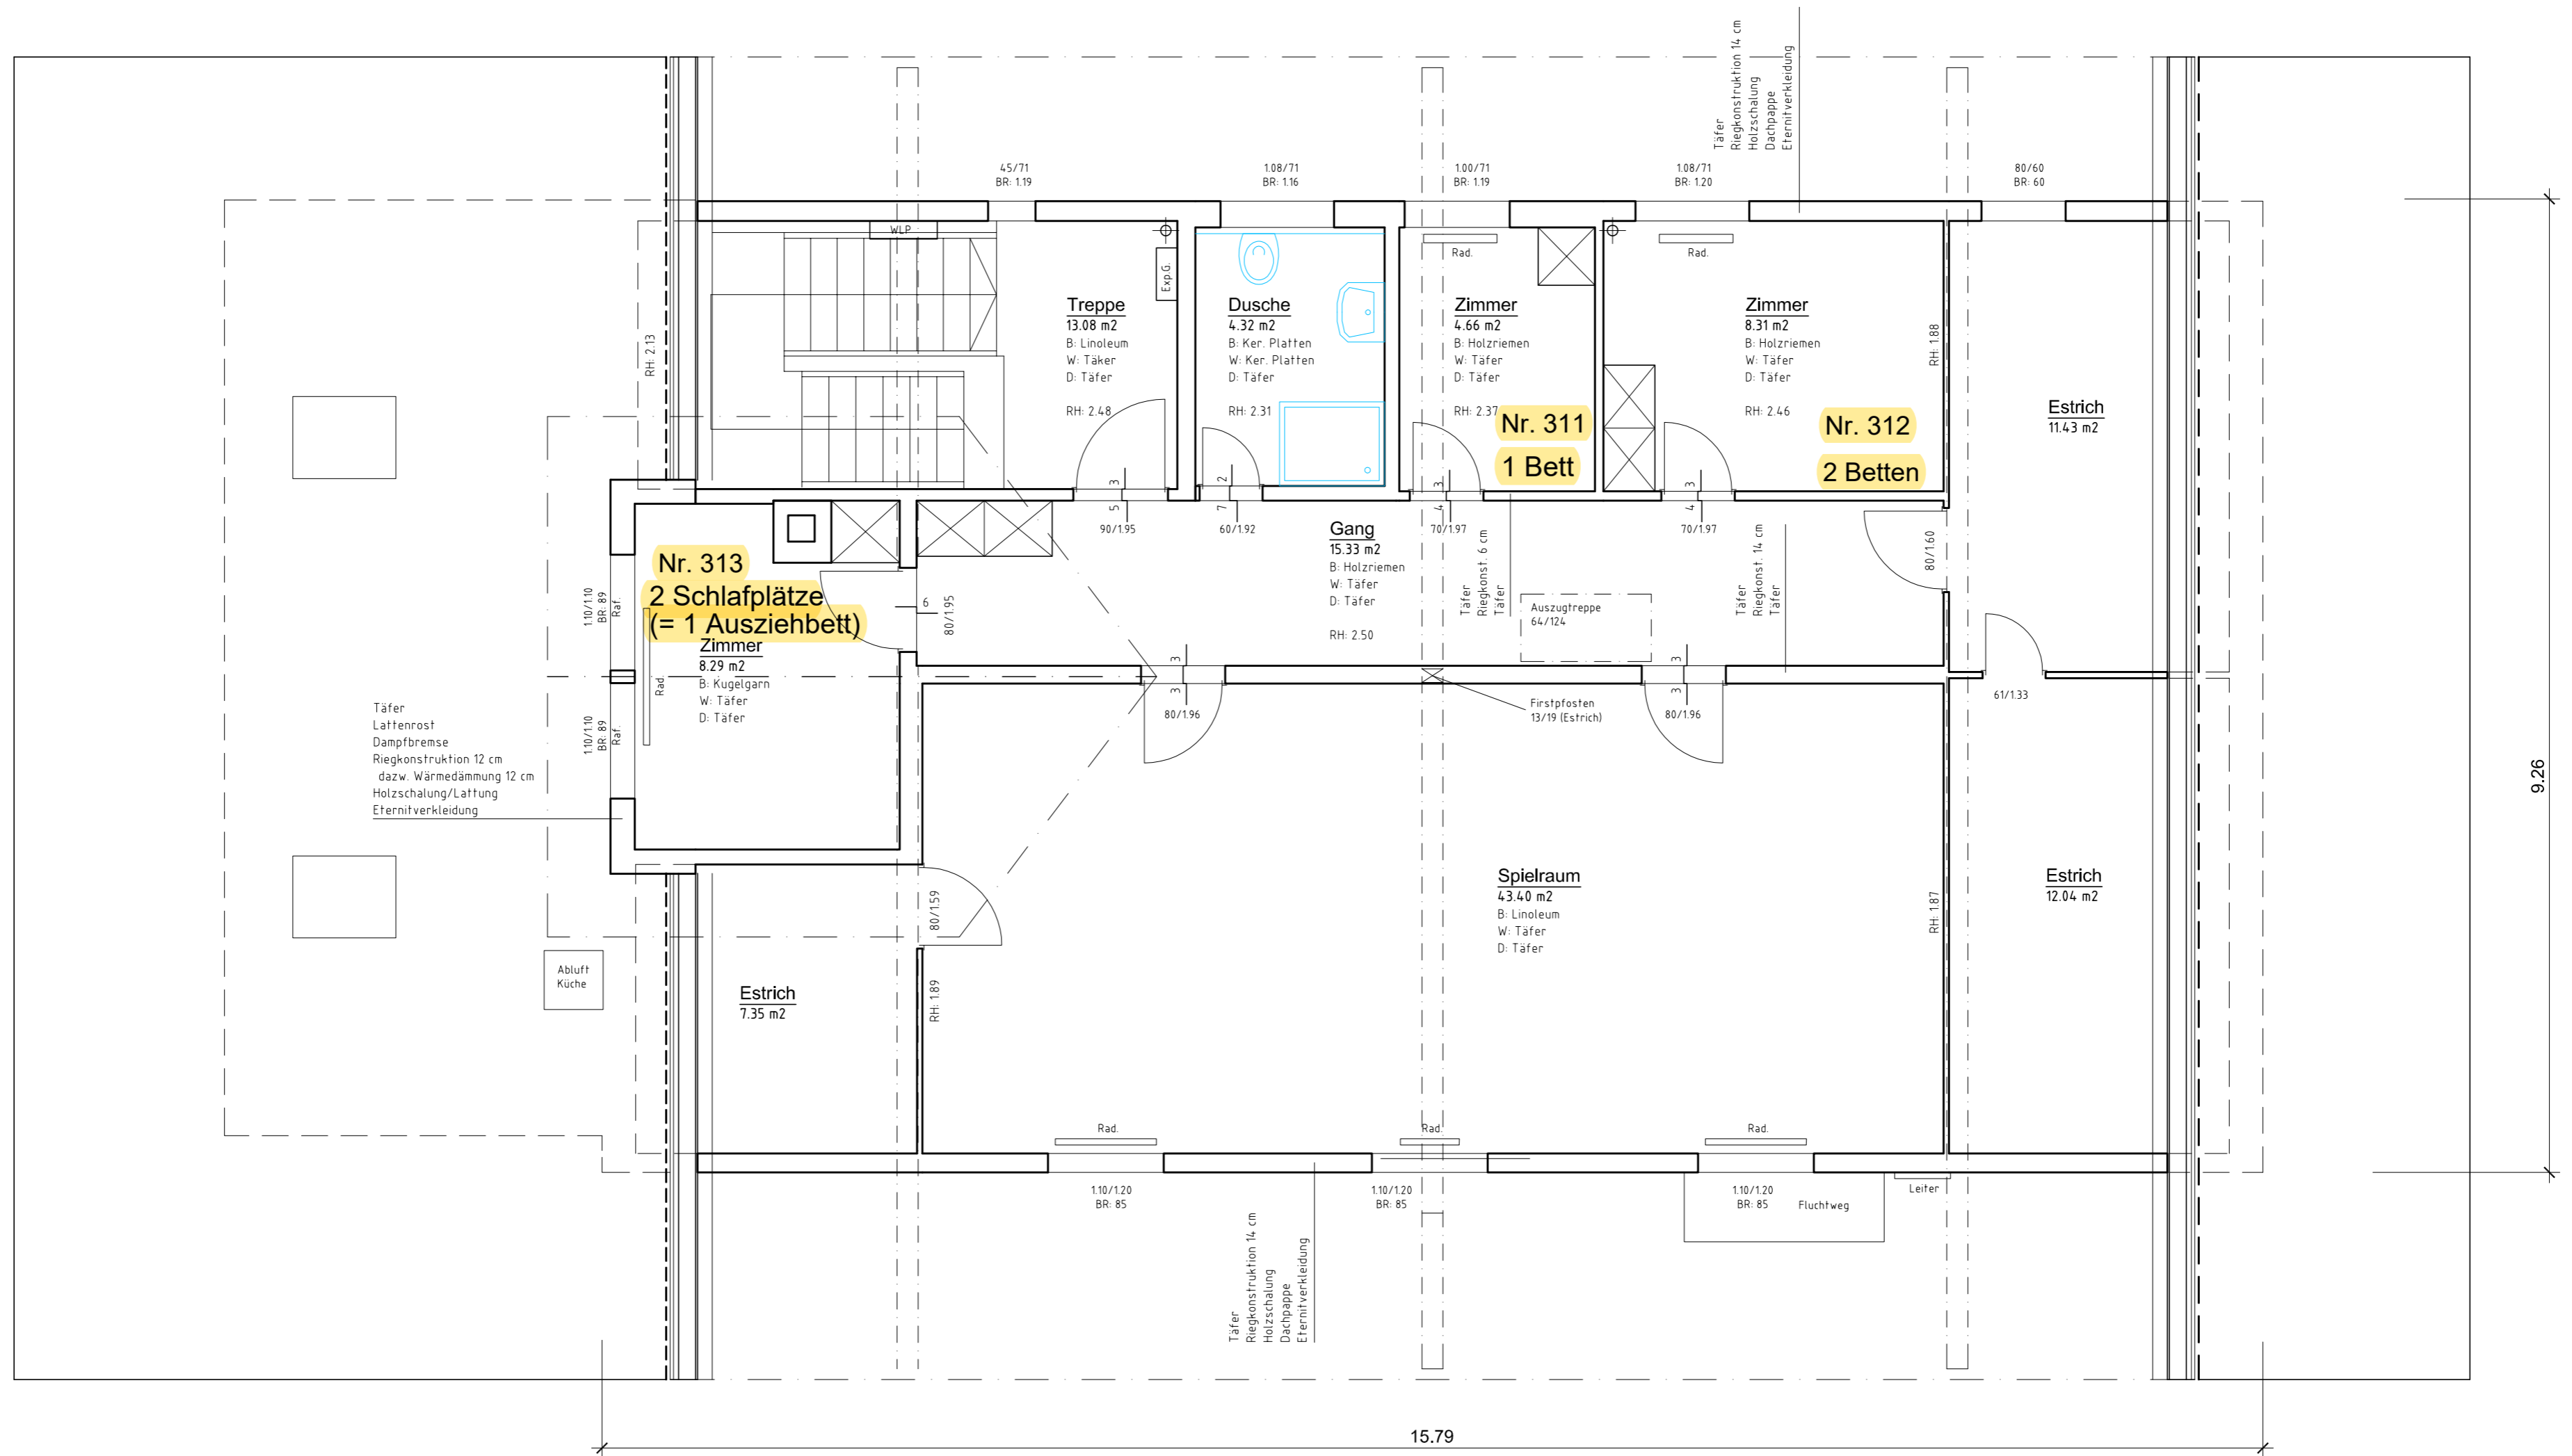 Täfer
Riegkonstruktion 14 cm
Holzschalung
Dachpappe
Eternitverkleidung
45/71
BR: 1.19
1.08/71
BR: 1.16
1.00/71
BR: 1.19
1.08/71
BR: 1.20
80/60
BR: 60
WLP
Exp.G.
Rad.
Rad.
RH: 2.13
Treppe
13.08 m2
B: Linoleum
W: Täker
D: Täfer
RH: 2.48
Dusche
4.32 m2
B: Ker. Platten
W: Ker. Platten
D: Täfer
RH: 2.31
Zimmer
4.66 m2
B: Holzriemen
W: Täfer
D: Täfer
RH: 2.37
Nr. 311
1 Bett
Zimmer
8.31 m2
B: Holzriemen
W: Täfer
D: Täfer
RH: 2.46
Nr. 312
2 Betten
RH: 1.88
Estrich
11.43 m2
3
5
90/1.95
2
7
60/1.92
3
4
70/1.97
3
4
70/1.97
Gang
15.33 m2
B: Holzriemen
W: Täfer
D: Täfer
RH: 2.50
Täfer
Riegkonst. 6 cm
Täfer
Auszugtreppe
64/124
Täfer
Riegkonst. 14 cm
Täfer
80/1.60
Nr. 313
2 Schlafplätze
(= 1 Ausziehbett)
Zimmer
8.29 m2
B: Kugelgarn
W: Täfer
D: Täfer
Rad.
1.10/1.10
BR: 89
Raf.
1.10/1.10
BR: 89
Raf.
6
80/1.95
Täfer
Lattenrost
Dampfbremse
Riegkonstruktion 12 cm
dazw. Wärmedämmung 12 cm
Holzschalung/Lattung
Eternitverkleidung
3
3
80/1.96
Firstpfosten
13/19 (Estrich)
3
3
80/1.96
61/1.33
9.26
80/1.59
RH: 1.89
Spielraum
43.40 m2
B: Linoleum
W: Täfer
D: Täfer
RH: 1.87
Estrich
12.04 m2
Abluft
Küche
Estrich
7.35 m2
Rad.
Rad.
Rad.
1.10/1.20
BR: 85
1.10/1.20
BR: 85
1.10/1.20
BR: 85
Fluchtweg
Leiter
Täfer
Riegkonstruktion 14 cm
Holzschalung
Dachpappe
Eternitverkleidung
15.79